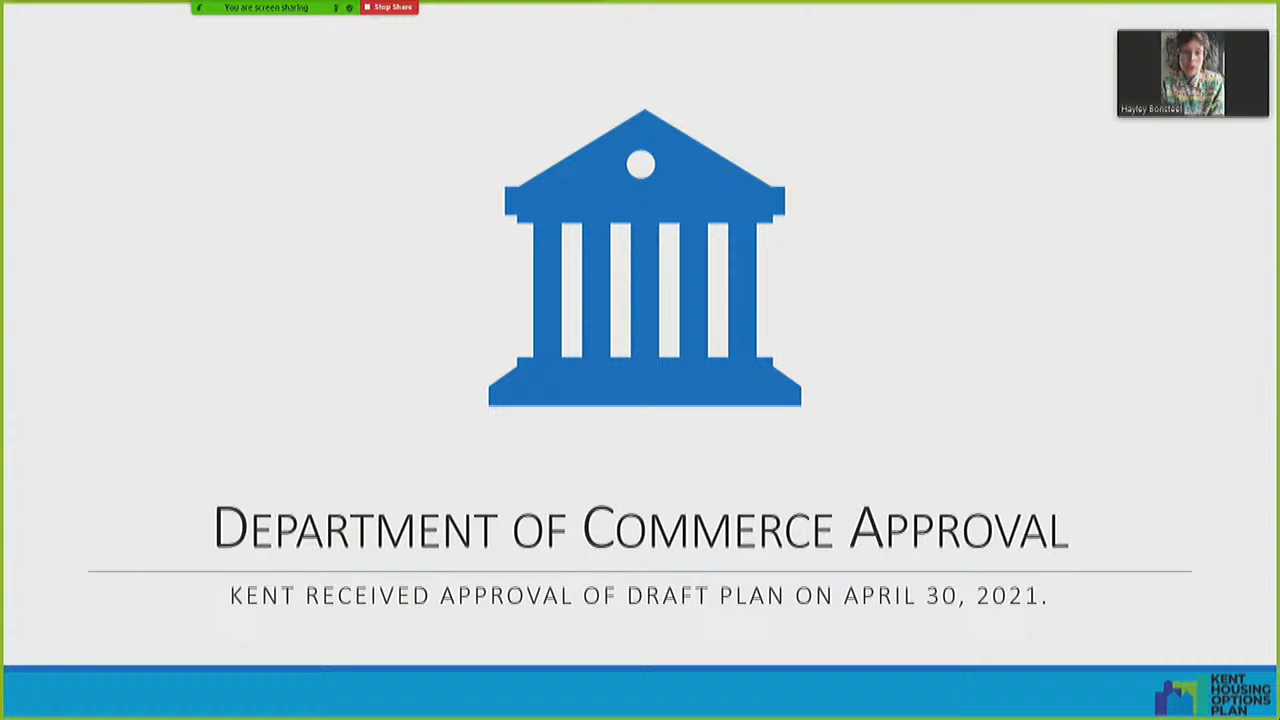 You are screen sharing
Stop Share
Hayley Bonsteel
DEPARTMENT OF COMMERCE APPROVAL
KENT RECEIVED APPROVAL OF DRAFT PLAN ON APRIL 30, 2021.
KENT
HOUSING
OPTIONS
PLAN